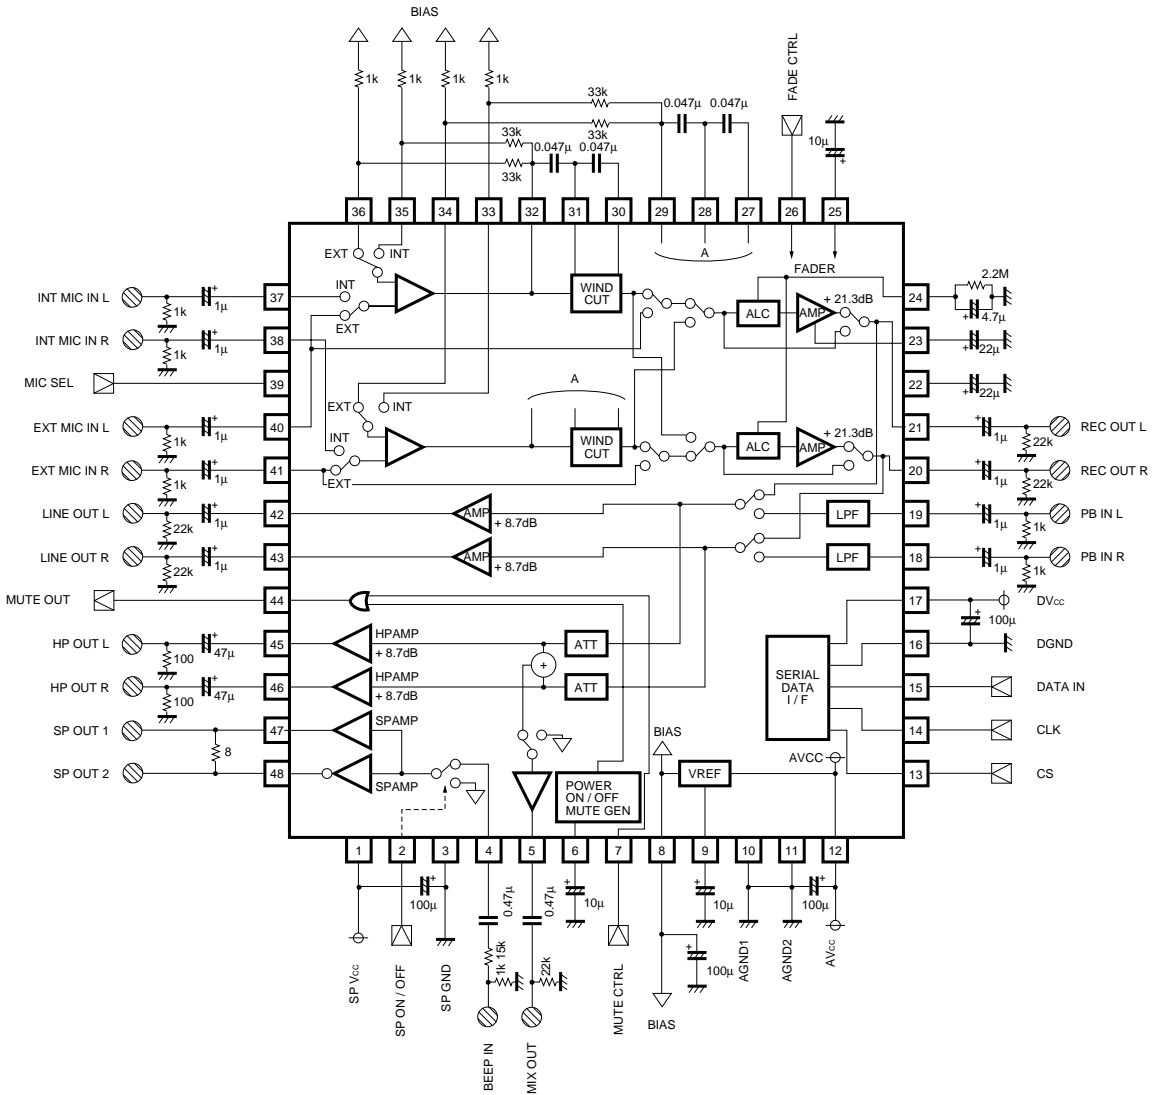 BIAS
1k 1k 1k 1k
33k
0.047µ 0.047µ
33k
33k
0.047µ 0.047µ
33k
FADE CTRL
10µ
+
36 35 34 33 32 31 30 29 28 27 26 25
EXT INT
A
FADER
INT MIC IN L
1k
+
1µ
37
INT
EXT
WIND
CUT
ALC
AMP
+ 21.3dB
24
2.2M
+
4.7µ
INT MIC IN R
1k
+
1µ
38
23
+
22µ
MIC SEL
39
A
22
+
22µ
EXT MIC IN L
1k
+
1µ
40
EXT INT
INT
WIND
CUT
ALC
AMP
+ 21.3dB
21
+
1µ
22k
REC OUT L
EXT MIC IN R
1k
+
1µ
41
EXT
20
+
1µ
22k
REC OUT R
LINE OUT L
22k
+
1µ
42
AMP
+ 8.7dB
LPF
19
+
1µ
1k
PB IN L
LINE OUT R
22k
+
1µ
43
AMP
+ 8.7dB
LPF
18
+
1µ
1k
PB IN R
MUTE OUT
44
17
+
100µ
DVcc
HP OUT L
100
+
47µ
45
HPAMP
+ 8.7dB
+
ATT
SERIAL
DATA
I / F
16
DGND
HP OUT R
100
+
47µ
46
HPAMP
+ 8.7dB
ATT
15
DATA IN
SP OUT 1
8
47
SPAMP
BIAS
14
CLK
SP OUT 2
48
SPAMP
POWER
ON / OFF
MUTE GEN
VREF
AVCC
13
CS
1 2 3 4 5 6 7 8 9 10 11 12
+
100µ
0.47µ
0.47µ
+
10µ
+
10µ
+
100µ
15k
1k
22k
+
100µ
SP Vcc
SP ON / OFF
SP GND
BEEP IN
MIX OUT
MUTE CTRL
BIAS
AGND1
AGND2
AVcc